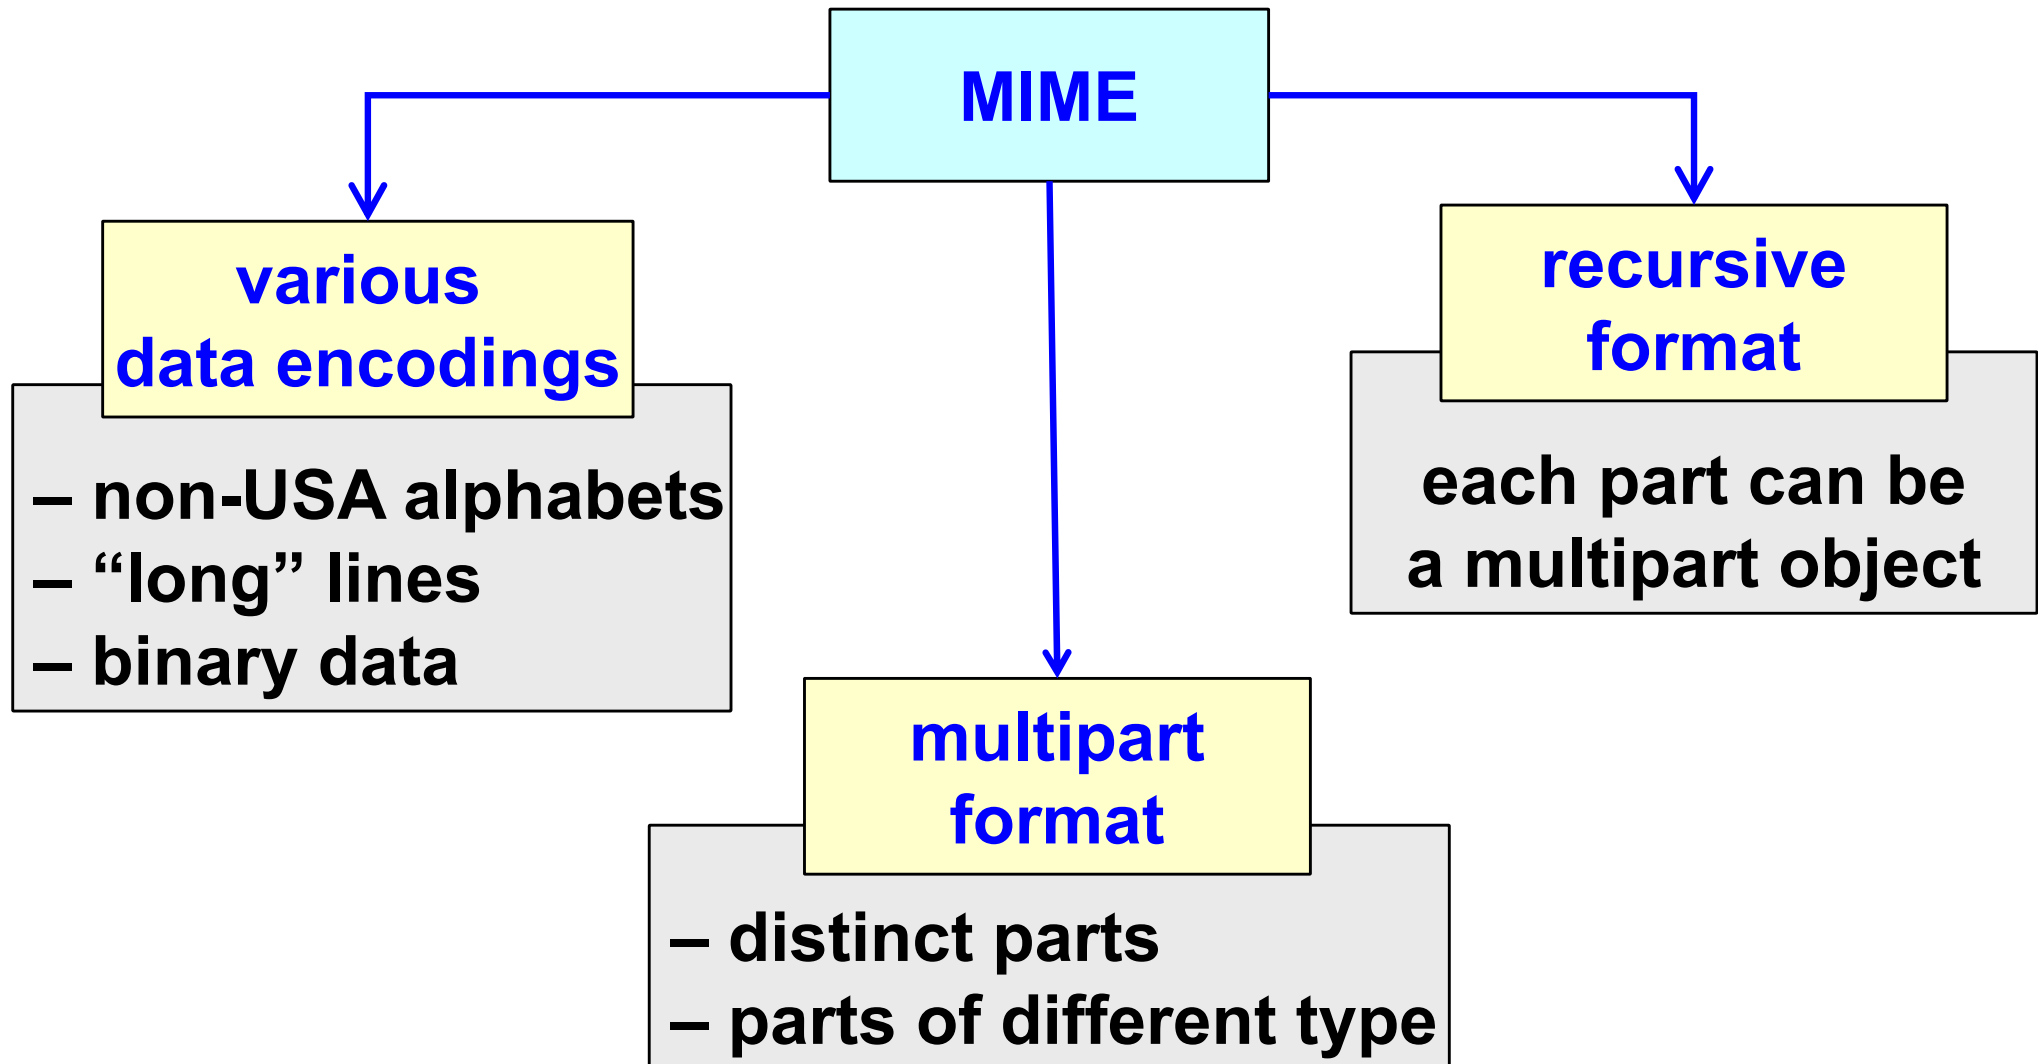 MIME
various
data encodings
– non-USA alphabets
– “long” lines
– binary data
multipart
format
– distinct parts
– parts of different type
recursive
format
each part can be
a multipart object